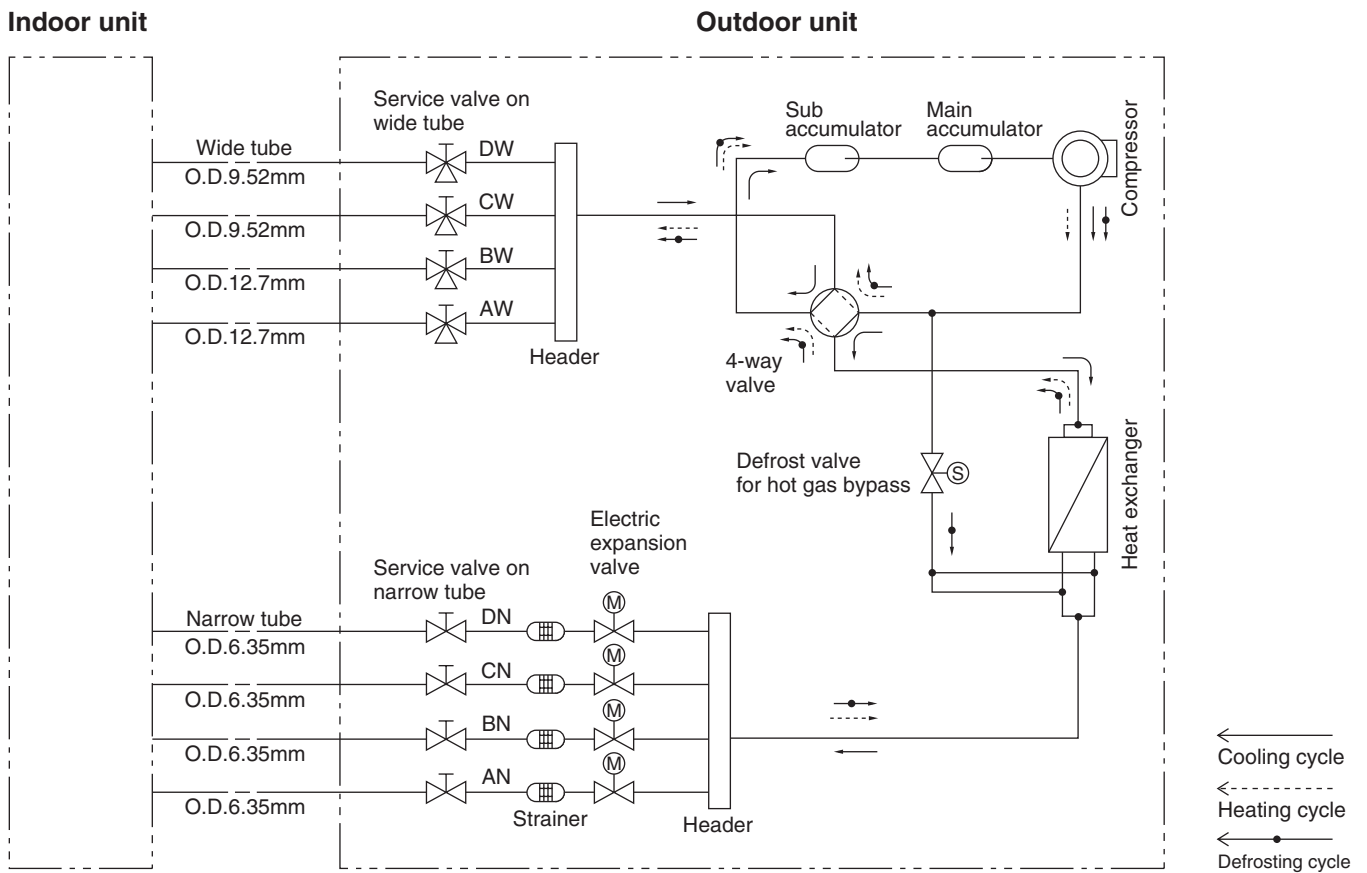 Indoor unit
Outdoor unit
Service valve on
wide tube
Wide tube
O.D.9.52mm
DW
O.D.9.52mm
CW
O.D.12.7mm
BW
O.D.12.7mm
AW
Header
Sub
accumulator
Main
accumulator
Compressor
4-way
valve
Defrost valve
for hot gas bypass
S
Heat exchanger
Electric
expansion
valve
Service valve on
narrow tube
Narrow tube
O.D.6.35mm
DN
M
O.D.6.35mm
CN
M
O.D.6.35mm
BN
M
O.D.6.35mm
AN
M
Strainer
Header
Cooling cycle
Heating cycle
Defrosting cycle